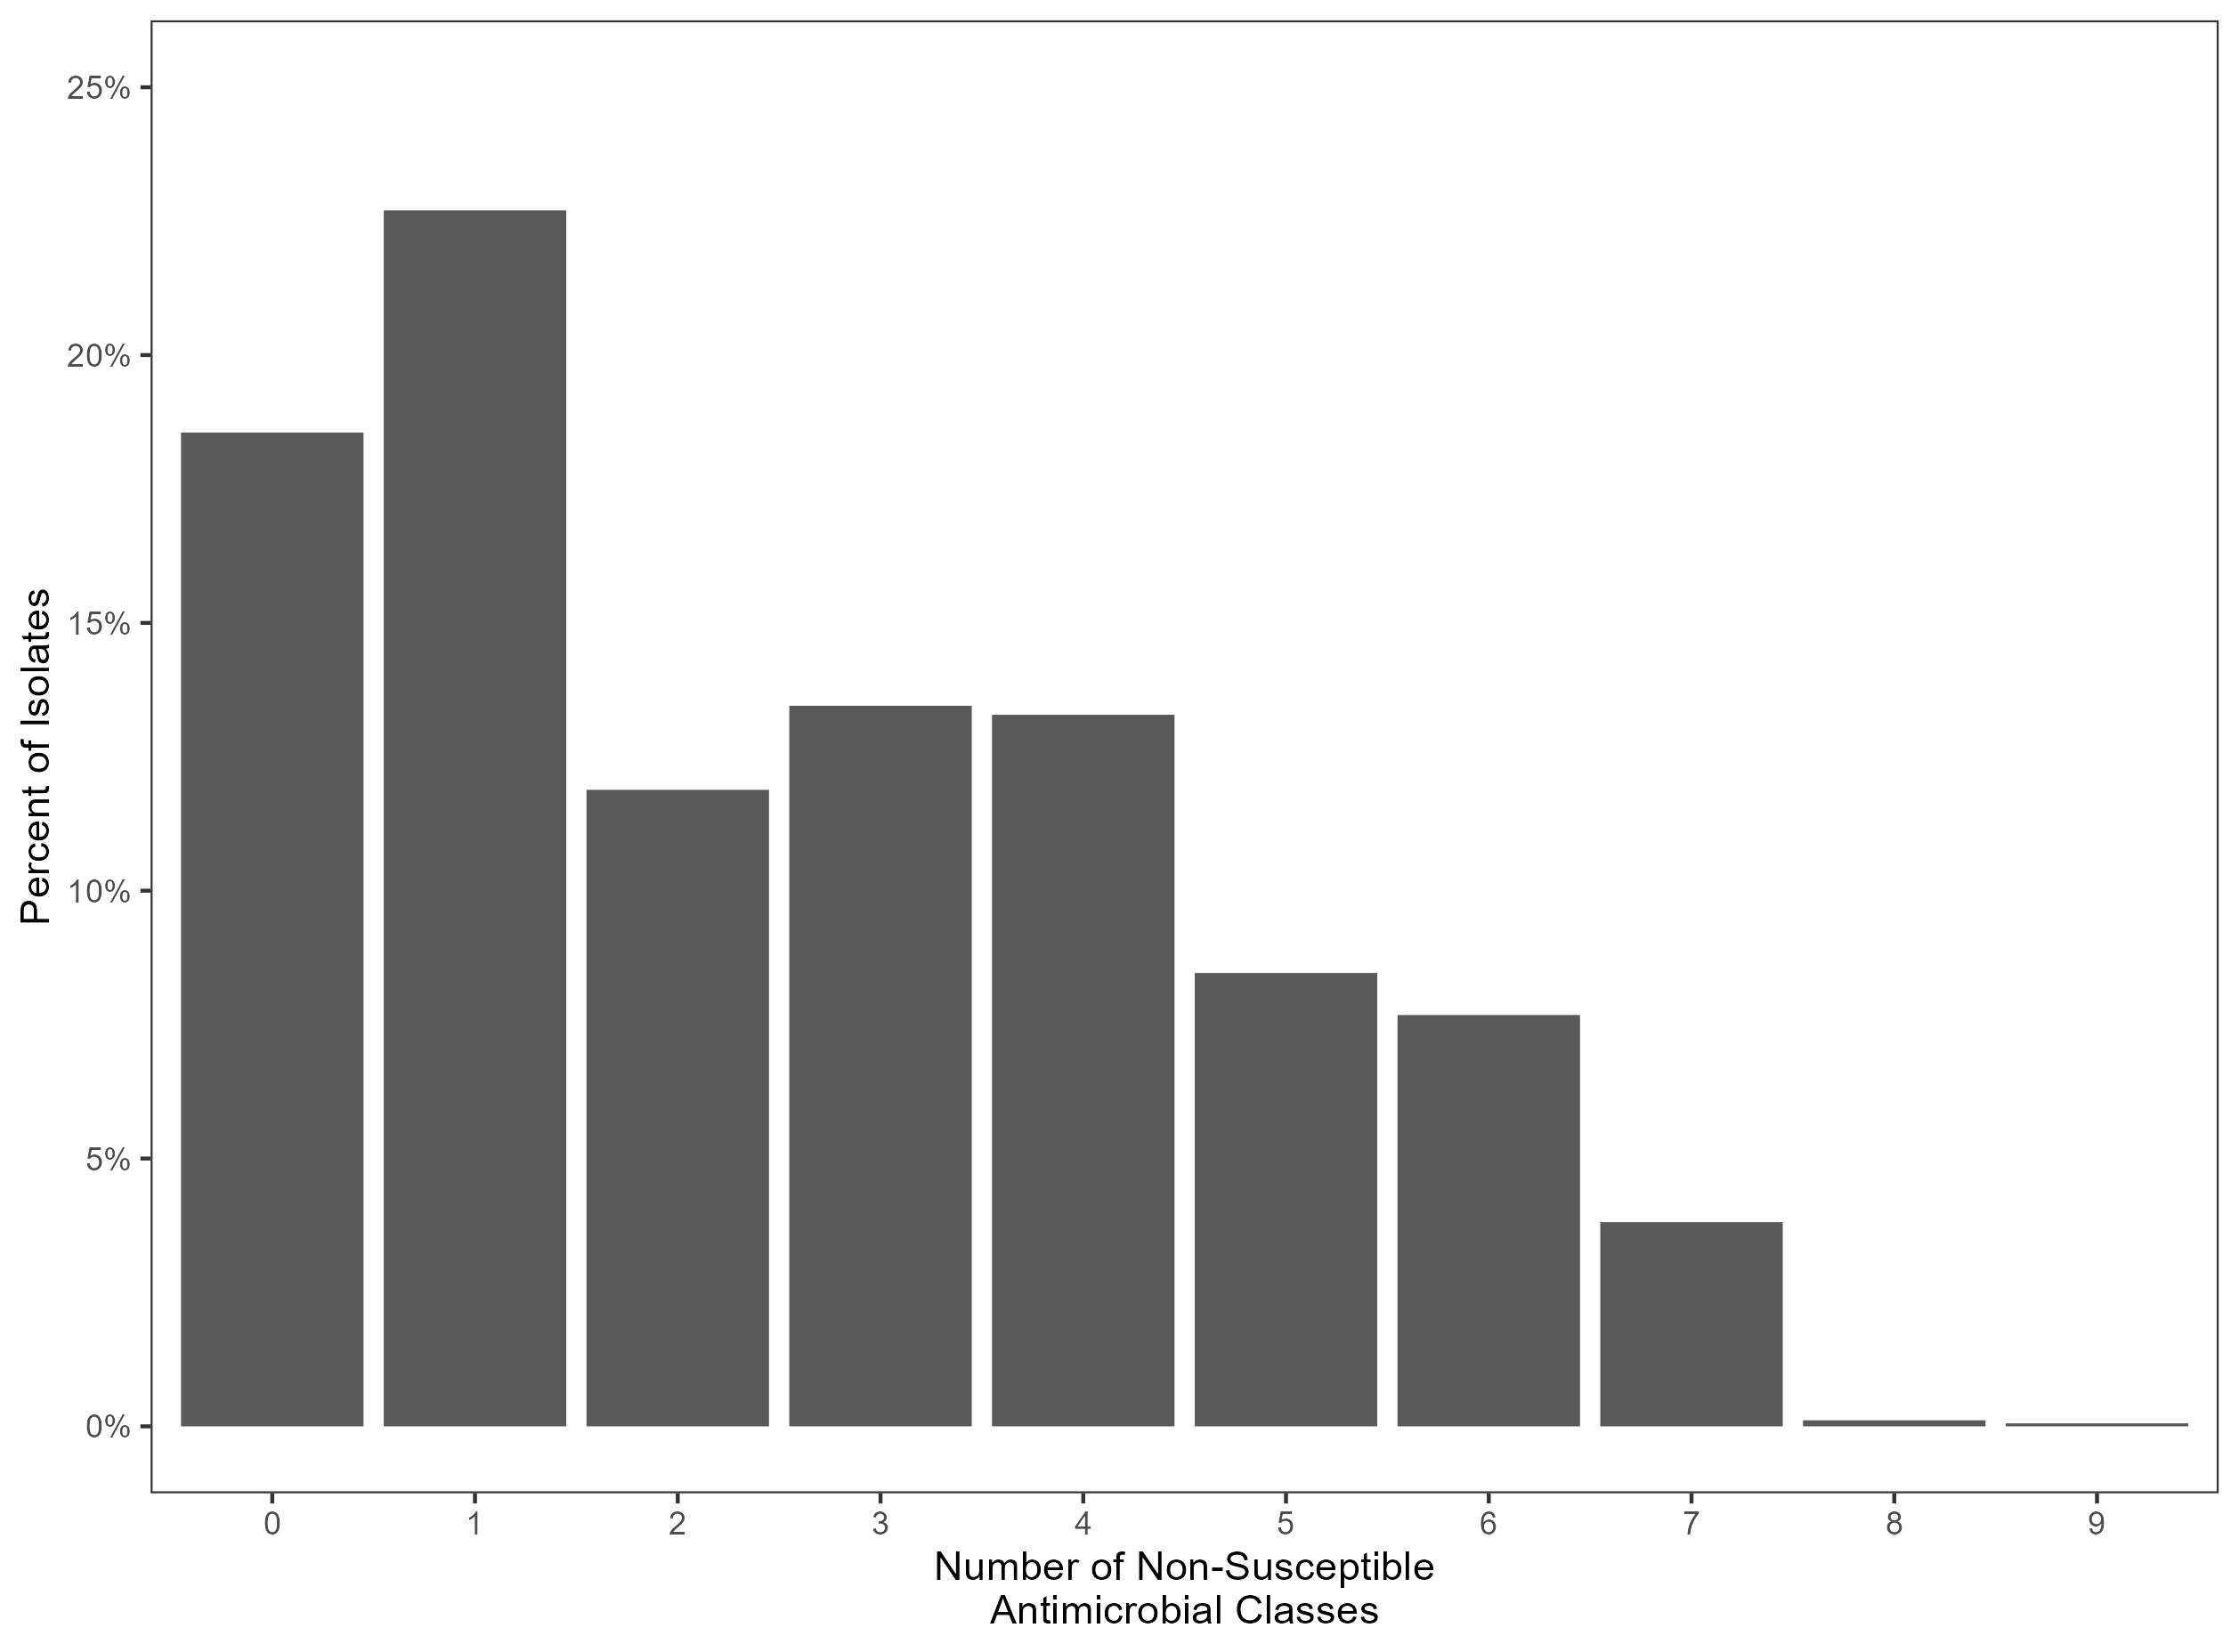 25%
20%
15%
10%
5%
0%
Percent of Isolates
0 1 2 3 4 5 6 7 8 9
Number of Non-Susceptible
Antimicrobial Classes